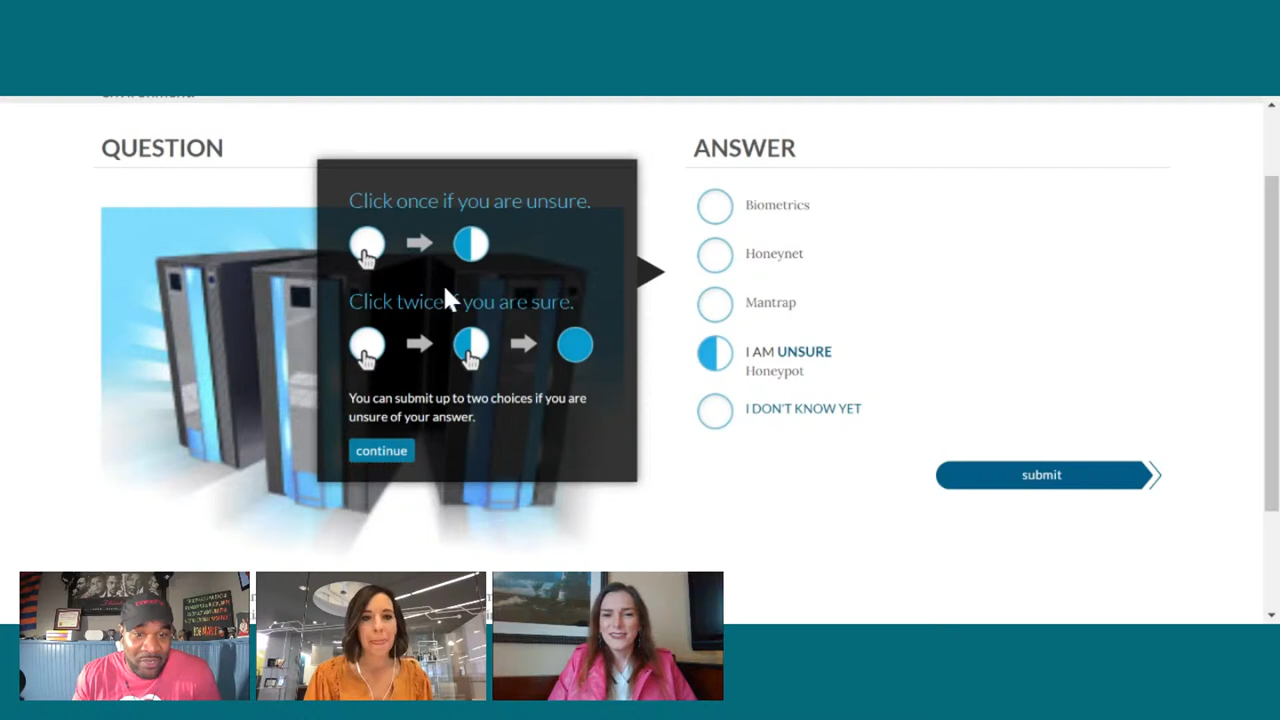 QUESTION
ANSWER
Click once if you are unsure.
Click twice if you are sure.
You can submit up to two choices if you are
unsure of your answer.
continue
Biometrics
Honeynet
Mantrap
I AM UNSURE
Honeypot
I DON'T KNOW YET
submit